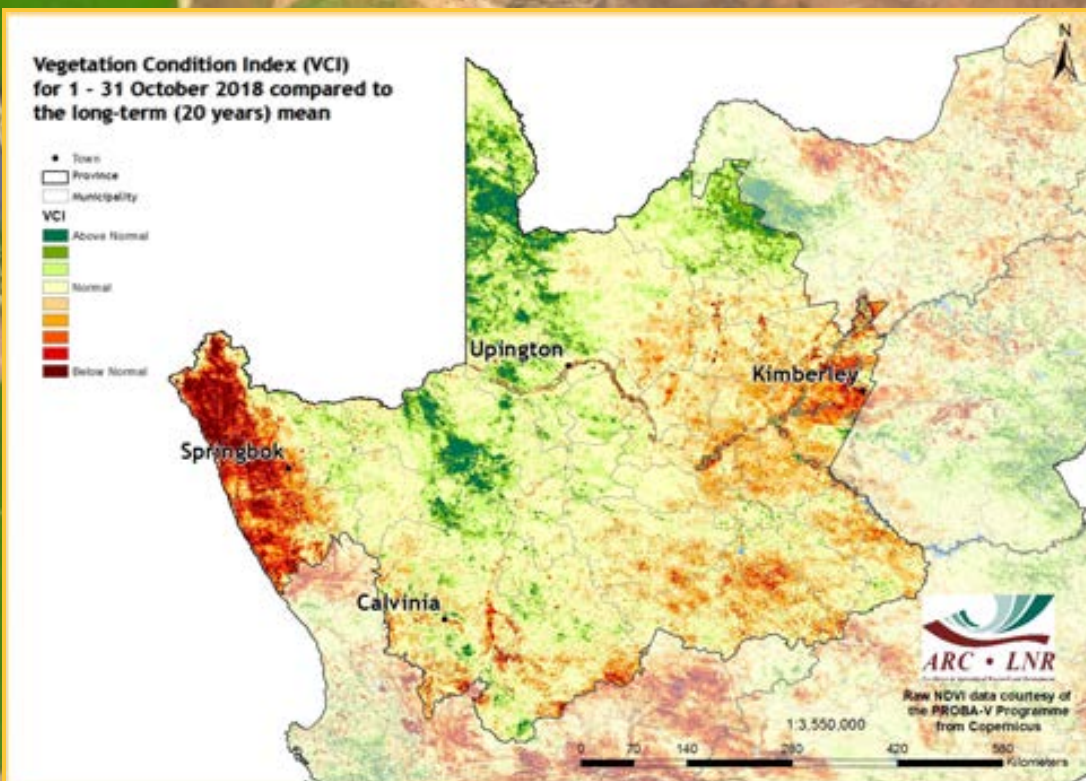 Vegetation Condition Index (VCI)
for 1 - 31 October 2018 compared to
the long-term (20 years) mean
N
Town
Province
Municipality
VCI
Above Normal
Normal
Below Normal
Upington
Kimberley
Springbok
Calvinia
ARC • LNR
Raw NDVI data courtesy of
the PROBA-V Programme
from Copernicus
1:3,550,000
0 70 140 280 420 560
Kilometers